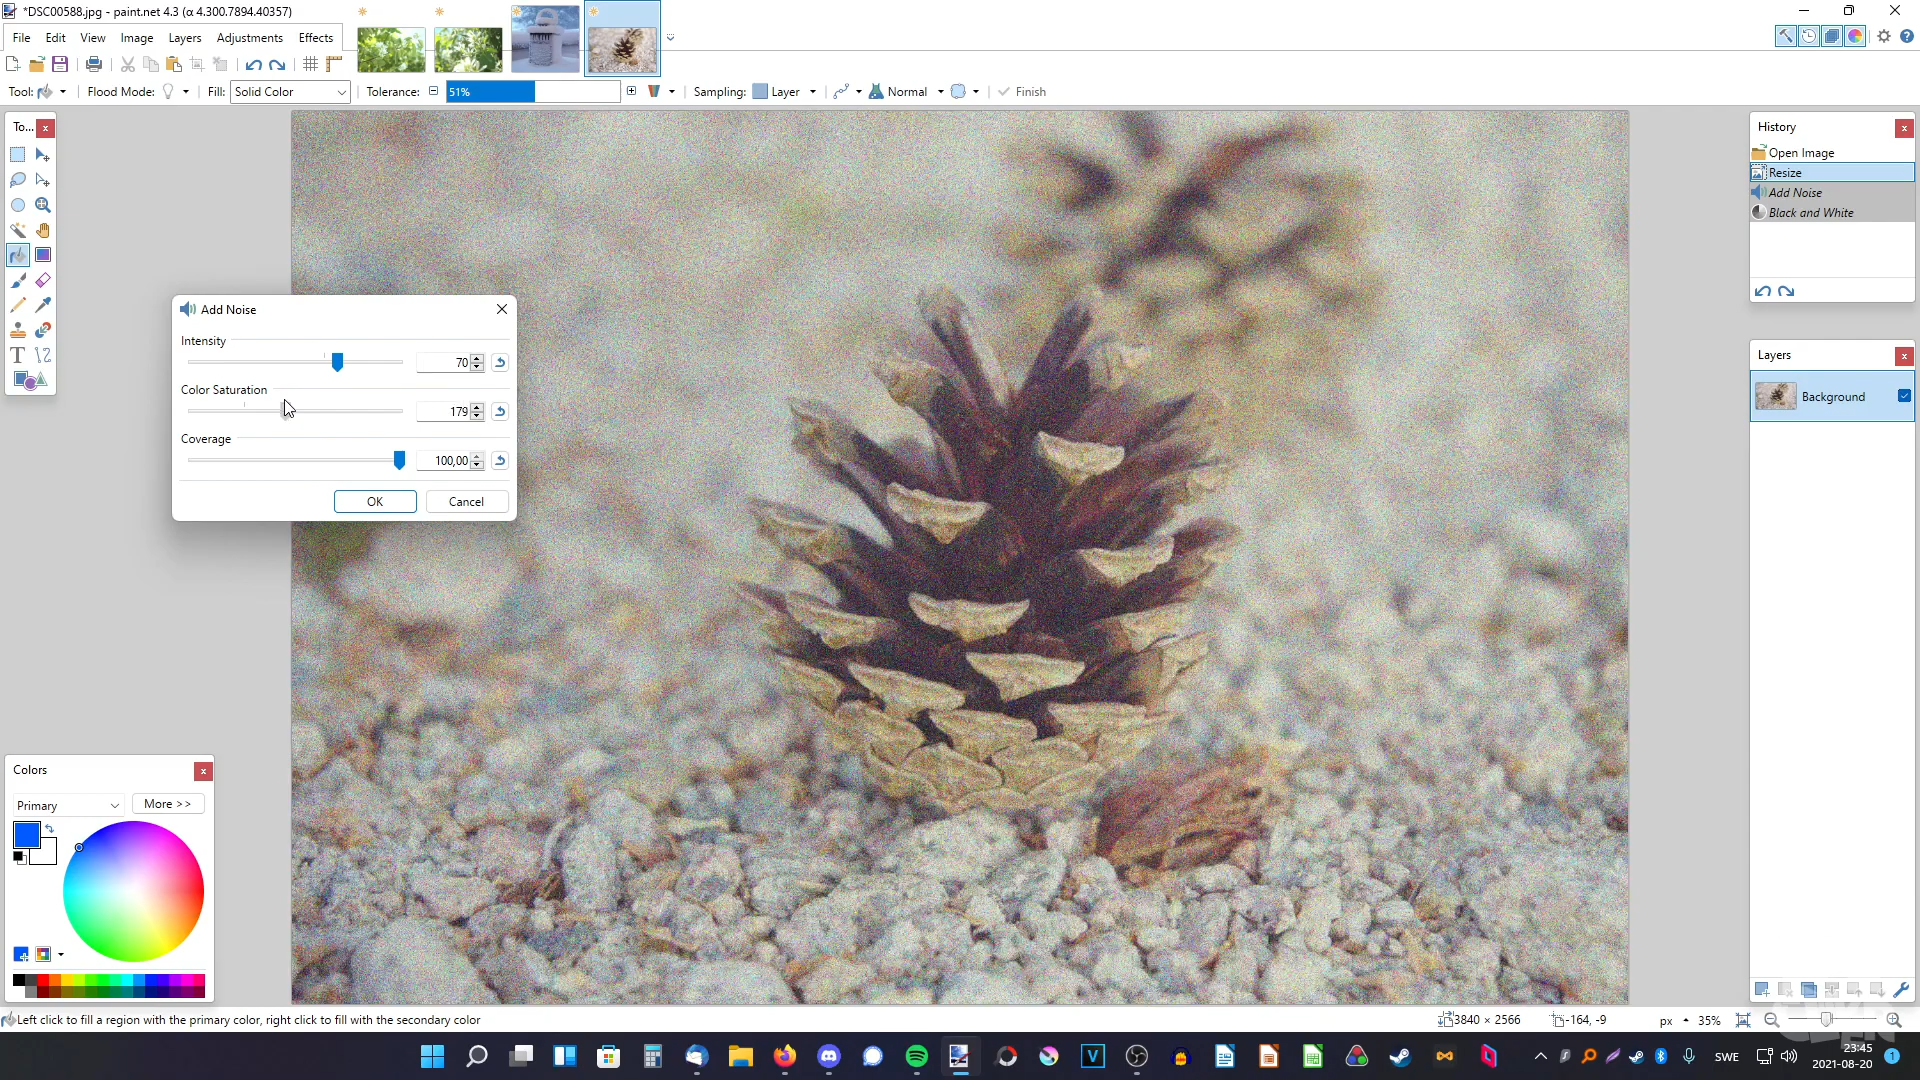 *DSC00588.jpg - paint.net 4.3 (α 4.300.7894.40357)
File Edit View Image Layers Adjustments Effects
Tool: Flood Mode: Fill: Solid Color Tolerance: 51% Sampling: Layer Normal Finish
To...
History
Open Image
Resize
Add Noise
Black and White
Add Noise
Intensity
70
Color Saturation
179
Coverage
100,00
OK Cancel
Layers
Background
Colors
Primary More >>
Left click to fill a region with the primary color, right click to fill with the secondary color
3840 × 2566 -164, -9 px 35%
SWE
23:45
2021-08-20
1